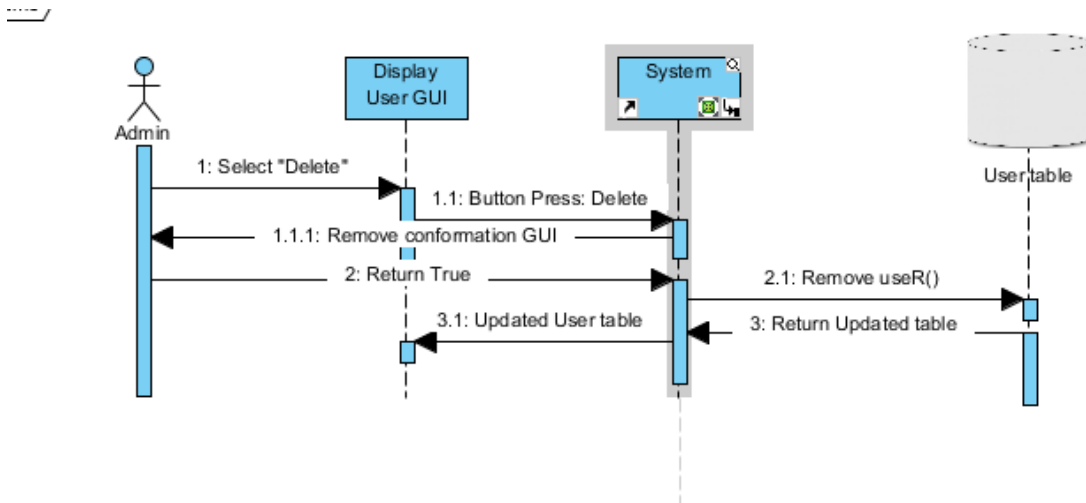 Display
User GUI
System
Admin
User table
1: Select "Delete"
1.1: Button Press: Delete
1.1.1: Remove conformation GUI
2: Return True
2.1: Remove useR()
3: Return Updated table
3.1: Updated User table